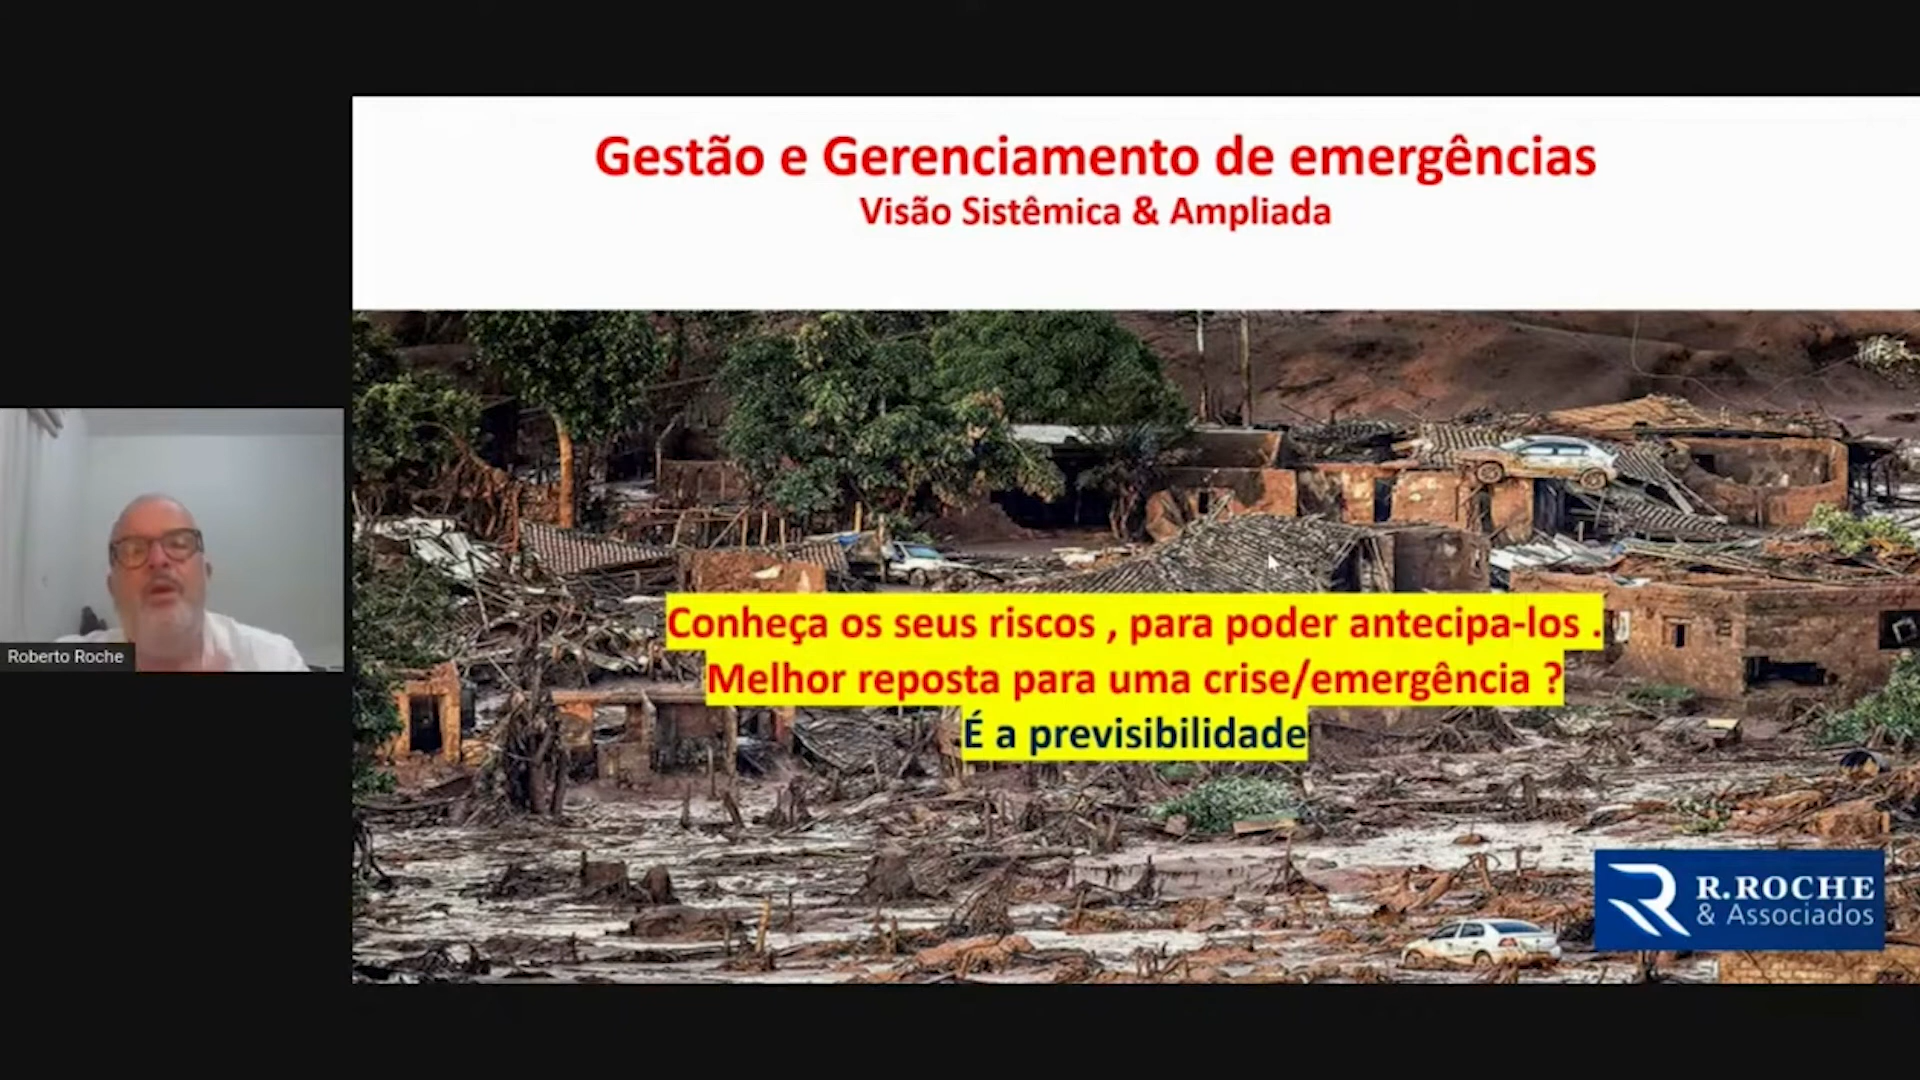 Gestão e Gerenciamento de emergências
Visão Sistêmica & Ampliada
Conheça os seus riscos , para poder antecipa-los .
Melhor reposta para uma crise/emergência ?
É a previsibilidade
Roberto Roche
R.ROCHE
& Associados